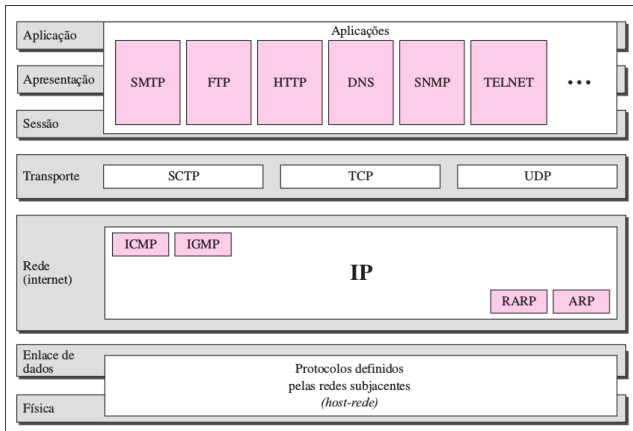 Aplicação
Aplicações
Apresentação
SMTP
FTP
HTTP
DNS
SNMP
TELNET
•••
Sessão
Transporte
SCTP
TCP
UDP
ICMP
IGMP
Rede
(internet)
IP
RARP
ARP
Enlace de
dados
Protocolos definidos
pelas redes subjacentes
(host-rede)
Física